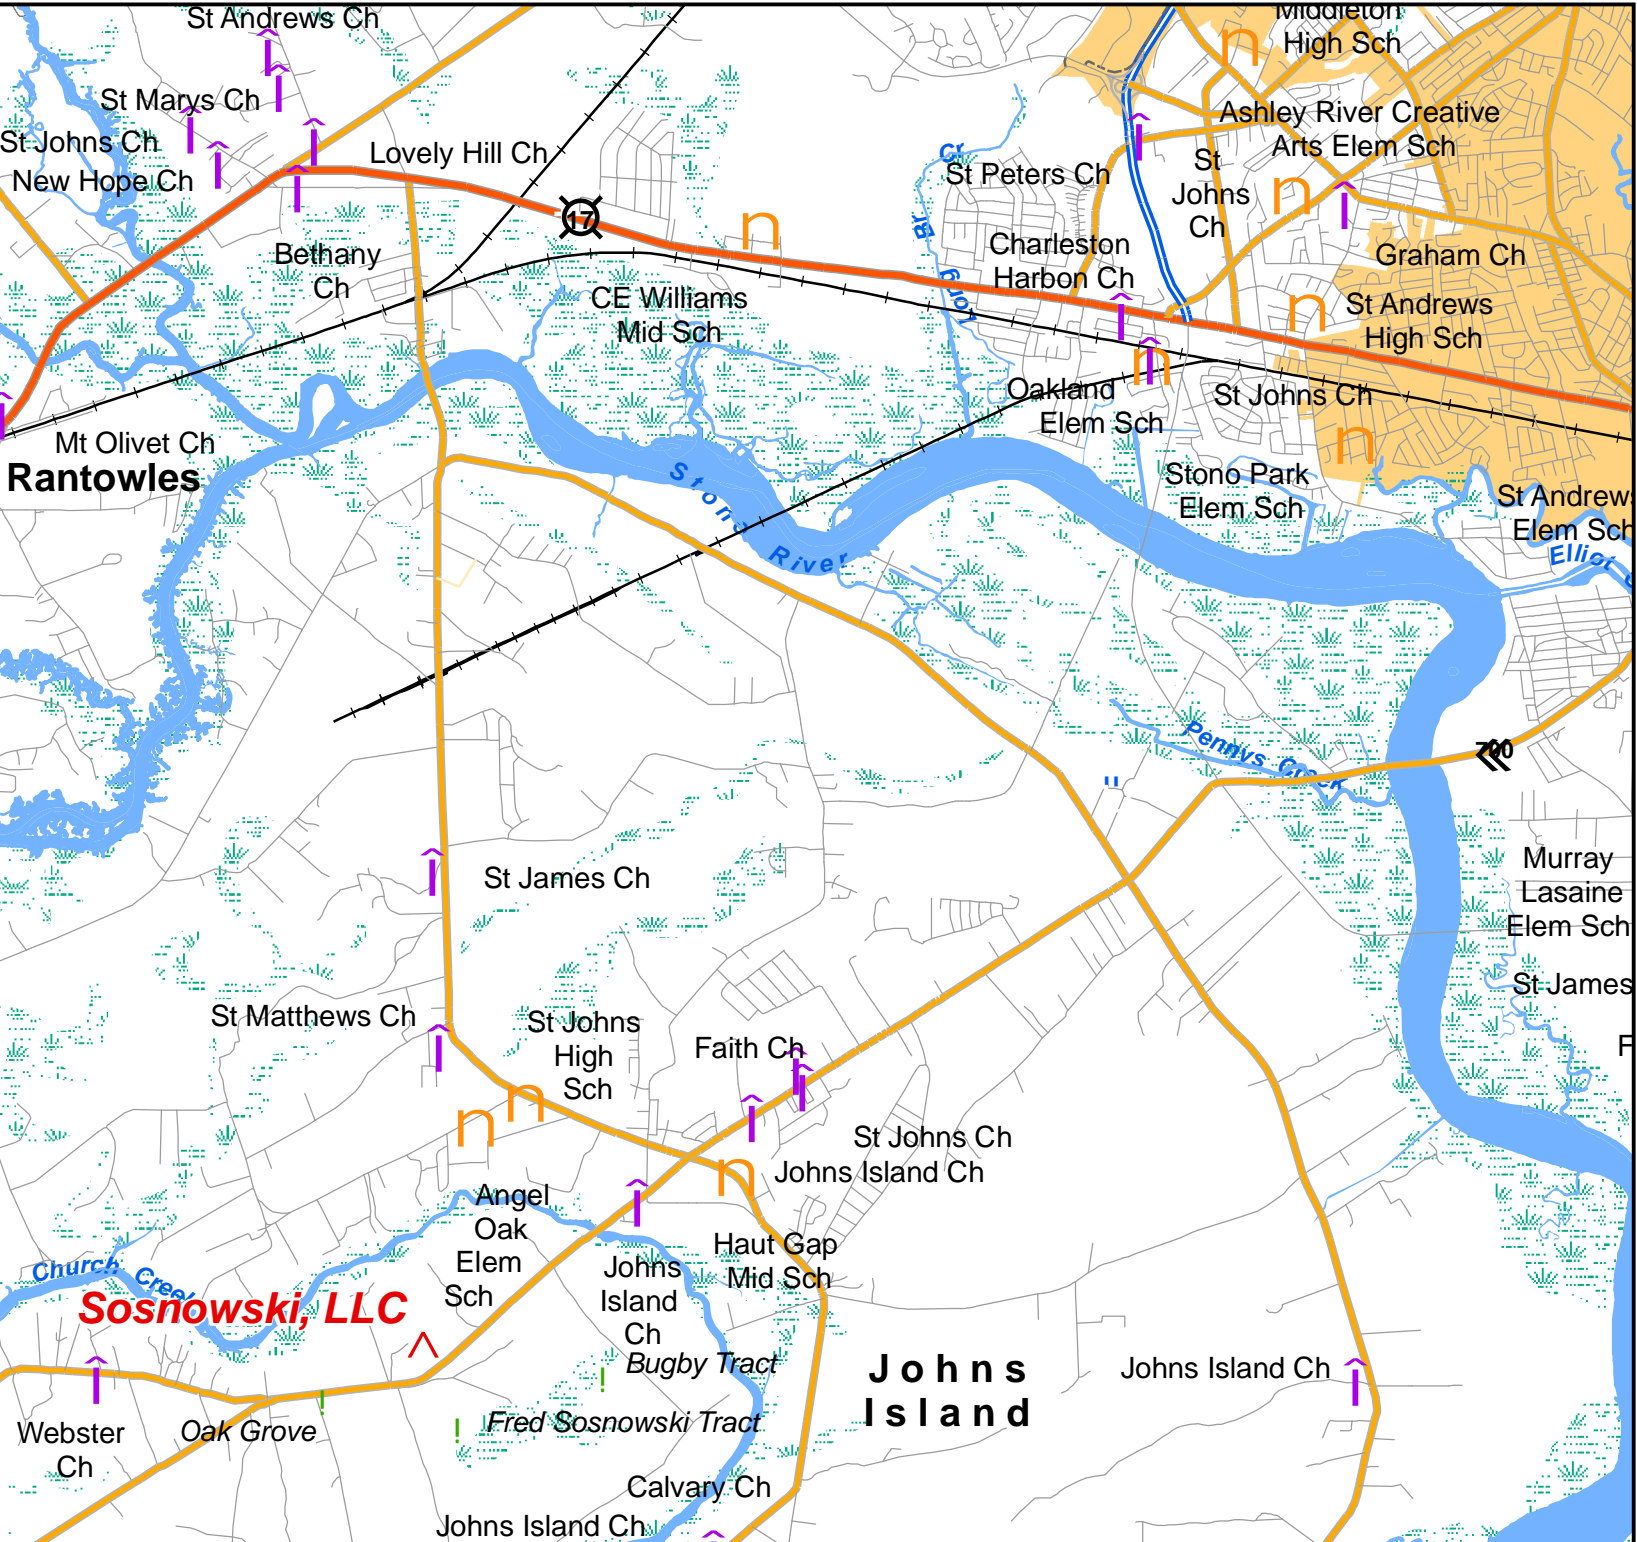 St Andrews Ch
Middleton
High Sch
St Marys Ch
Ashley River Creative
Arts Elem Sch
St Johns Ch
New Hope Ch
Lovely Hill Ch
Cr
St Peters Ch
St
Johns
Ch
17
Br
Long
Bethany
Ch
Charleston
Harbon Ch
Graham Ch
CE Williams
Mid Sch
St Andrews
High Sch
Oakland
Elem Sch
St Johns Ch
Mt Olivet Ch
Rantowles
Stono
River
Stono Park
Elem Sch
St Andrews
Elem Sch
Elliot
Pennys Creek
700
St James Ch
Murray
Lasaine
Elem Sch
St James
F
St Matthews Ch
St Johns
High
Sch
Faith Ch
St Johns Ch
Johns Island Ch
Angel
Oak
Elem
Sch
Haut Gap
Mid Sch
Johns
Island
Ch
Church Creek
Sosnowski, LLC
Bugby Tract
Johns
Island
Johns Island Ch
Webster
Ch
Oak Grove
Fred Sosnowski Tract
Calvary Ch
Johns Island Ch